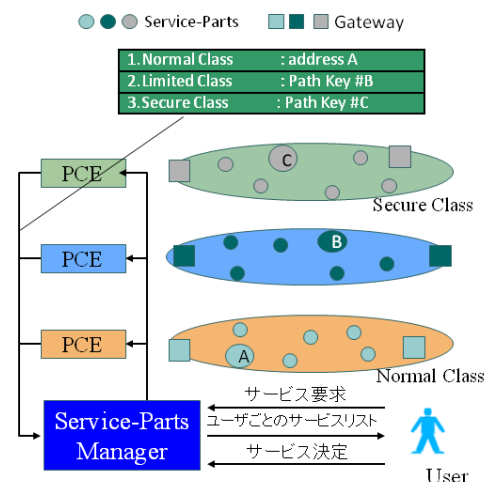 Service-Parts
Gateway
1.Normal Class : address A
2.Limited Class : Path Key #B
3.Secure Class : Path Key #C
PCE
C
Secure Class
PCE
B
PCE
A
Normal Class
サービス要求
Service-Parts
Manager
ユーザごとのサービスリスト
サービス決定
User